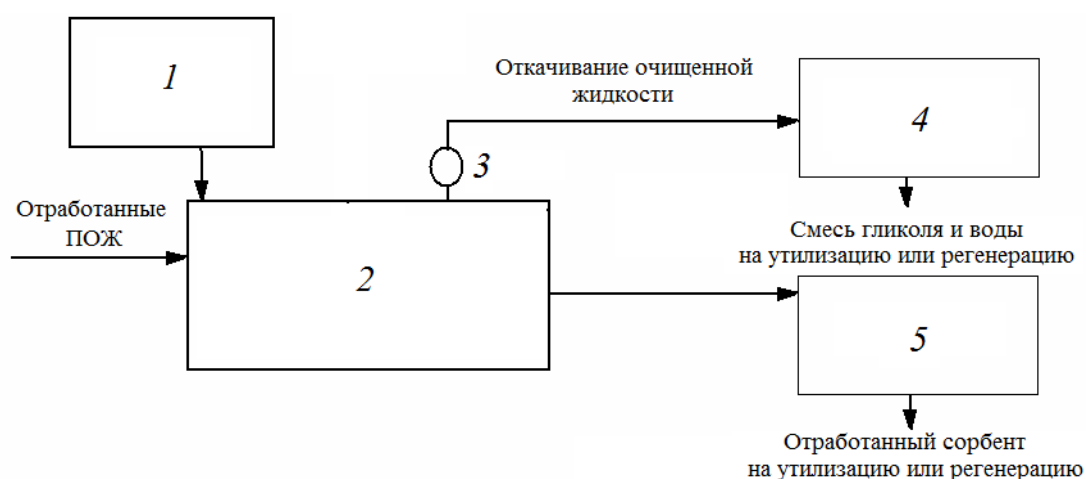 1
Откачивание очищенной
жидкости
4
3
Отработанные
ПОЖ
2
Смесь гликоля и воды
на утилизацию или регенерацию
5
Отработанный сорбент
на утилизацию или регенерацию